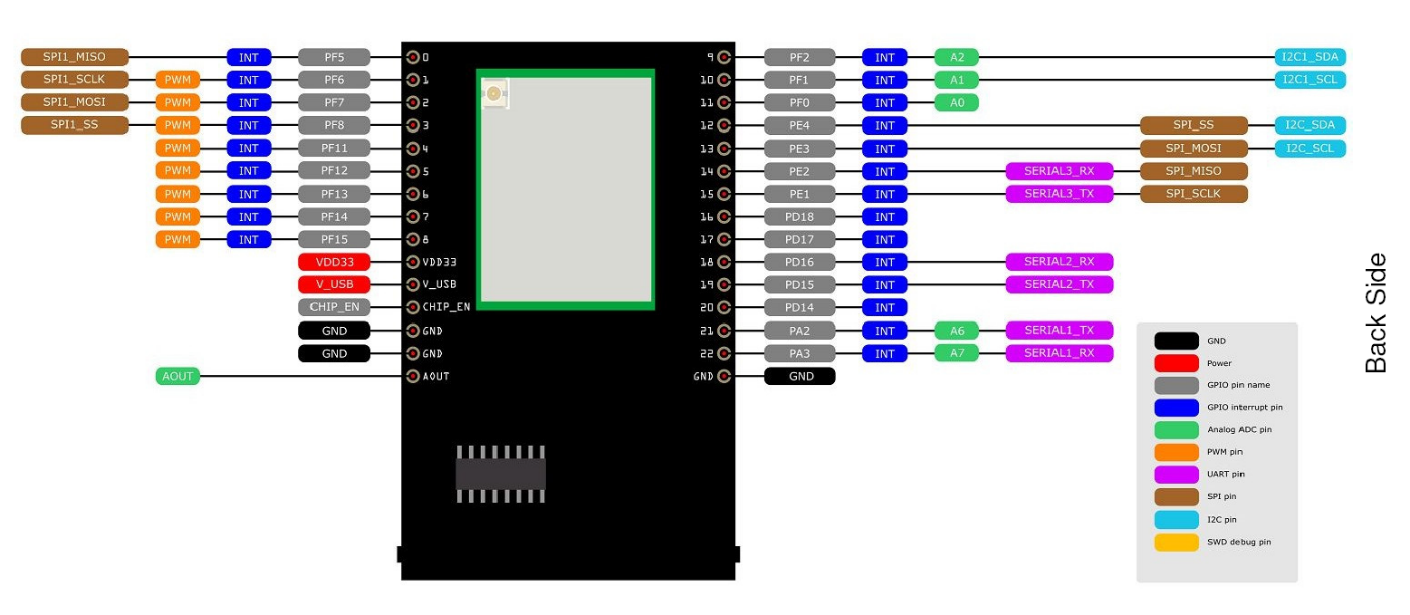 SPI1_MISO INT PF5 0 9 PF2 INT A2 I2C1_SDA
SPI1_SCLK PWM INT PF6 1 10 PF1 INT A1 I2C1_SCL
SPI1_MOSI PWM INT PF7 2 11 PF0 INT A0
SPI1_SS PWM INT PF8 3 12 PE4 INT SPI_SS I2C_SDA
PWM INT PF11 4 13 PE3 INT SPI_MOSI I2C_SCL
PWM INT PF12 5 14 PE2 INT SERIAL3_RX SPI_MISO
PWM INT PF13 6 15 PE1 INT SERIAL3_TX SPI_SCLK
PWM INT PF14 7 16 PD18 INT
PWM INT PF15 8 17 PD17 INT
VDD33 VDD33 18 PD16 INT SERIAL2_RX
V_USB V_USB 19 PD15 INT SERIAL2_TX
CHIP_EN CHIP_EN 20 PD14 INT
GND GND 21 PA2 INT A6 SERIAL1_TX
GND GND 22 PA3 INT A7 SERIAL1_RX
AOUT AOUT GND GND
Back Side
GND
Power
GPIO pin name
GPIO interrupt pin
Analog ADC pin
PWM pin
UART pin
SPI pin
I2C pin
SWD debug pin